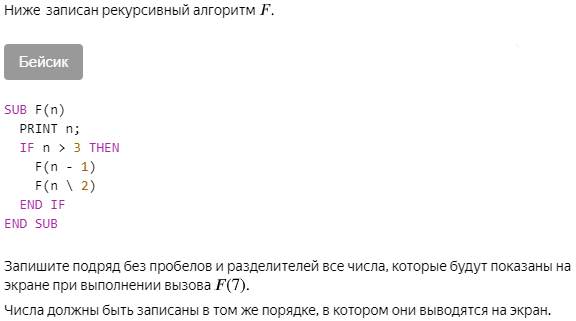 Ниже записан рекурсивный алгоритм F.
Бейсик
SUB F(n)
PRINT n;
IF n > 3 THEN
F(n - 1)
F(n \ 2)
END IF
END SUB
Запишите подряд без пробелов и разделителей все числа, которые будут показаны на
экране при выполнении вызова F(7).
Числа должны быть записаны в том же порядке, в котором они выводятся на экран.